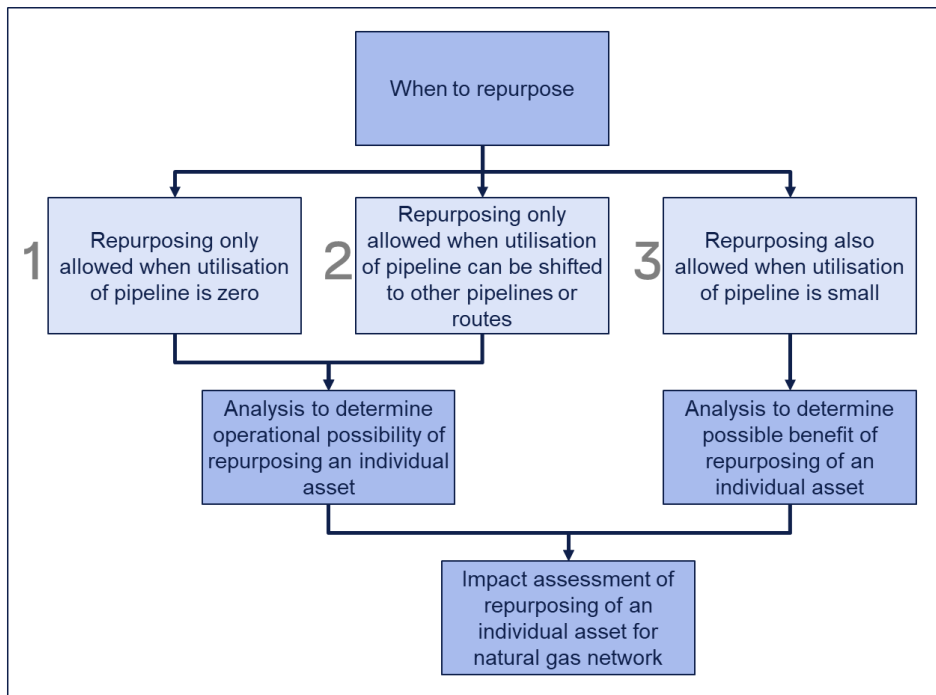 When to repurpose
1
Repurposing only
allowed when utilisation
of pipeline is zero
2
Repurposing only
allowed when utilisation
of pipeline can be shifted
to other pipelines or
routes
3
Repurposing also
allowed when utilisation
of pipeline is small
Analysis to determine
operational possibility of
repurposing an individual
asset
Analysis to determine
possible benefit of
repurposing of an
individual asset
Impact assessment of
repurposing of an
individual asset for
natural gas network